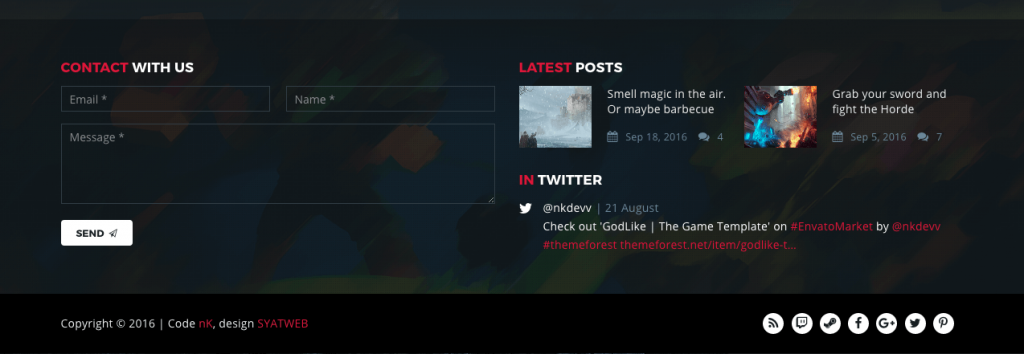 CONTACT WITH US
Email *
Name *
Message *
SEND
LATEST POSTS
Smell magic in the air.
Or maybe barbecue
Sep 18, 2016 4
Grab your sword and
fight the Horde
Sep 5, 2016 7
IN TWITTER
@nkdevv | 21 August
Check out 'GodLike | The Game Template' on #EnvatoMarket by @nkdevv
#themeforest themeforest.net/item/godlike-t...
Copyright © 2016 | Code nK, design SYATWEB